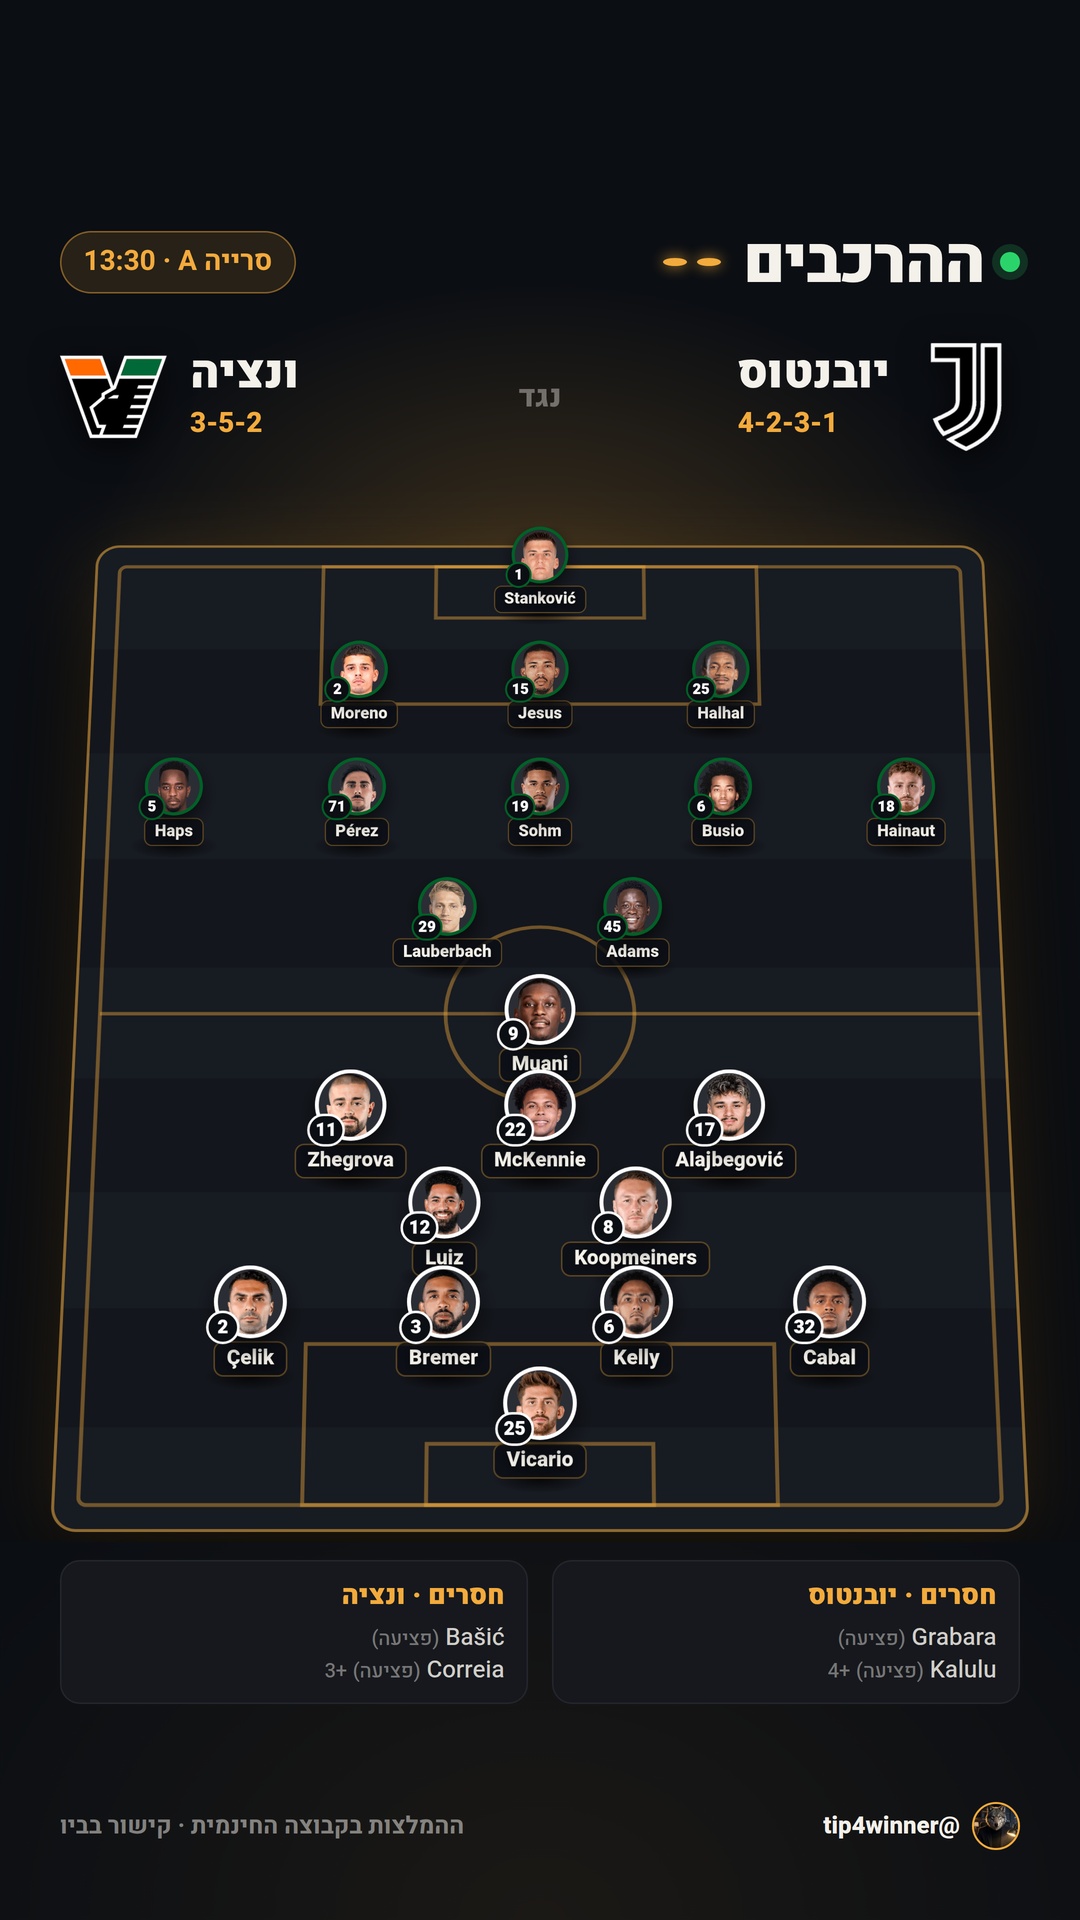 ההרכבים
סרייה A · 13:30
יובנטוס
4-2-3-1
נגד
ונציה
3-5-2
1
Stanković
2
Moreno
15
Jesus
25
Halhal
5
Haps
71
Pérez
19
Sohm
6
Busio
18
Hainaut
29
Lauberbach
45
Adams
9
Muani
11
Zhegrova
22
McKennie
17
Alajbegović
12
Luiz
8
Koopmeiners
2
Çelik
3
Bremer
6
Kelly
32
Cabal
25
Vicario
חסרים · יובנטוס
Grabara (פציעה)
Kalulu (פציעה) +4
חסרים · ונציה
Bašić (פציעה)
Correia (פציעה) +3
@tip4winner
ההמלצות בקבוצה החינמית · קישור בביו